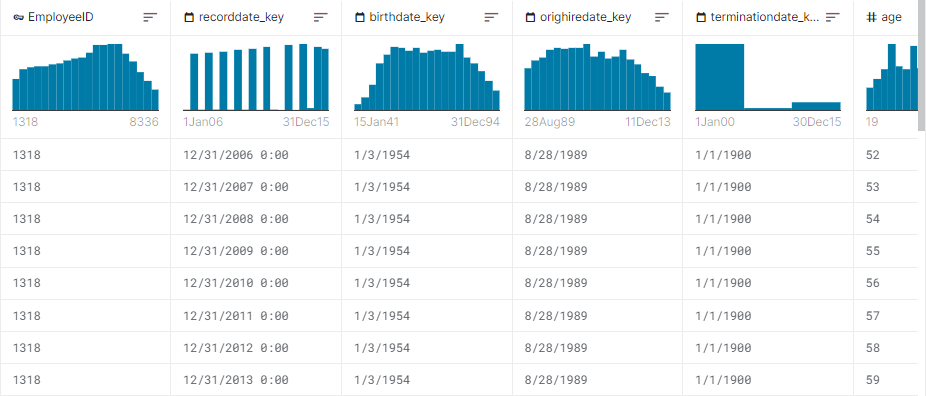 EmployeeID recorddate_key birthdate_key orighiredate_key terminationdate_k... # age
1318 8336 1Jan06 31Dec15 15Jan41 31Dec94 28Aug89 11Dec13 1Jan00 30Dec15 19
1318 12/31/2006 0:00 1/3/1954 8/28/1989 1/1/1900 52
1318 12/31/2007 0:00 1/3/1954 8/28/1989 1/1/1900 53
1318 12/31/2008 0:00 1/3/1954 8/28/1989 1/1/1900 54
1318 12/31/2009 0:00 1/3/1954 8/28/1989 1/1/1900 55
1318 12/31/2010 0:00 1/3/1954 8/28/1989 1/1/1900 56
1318 12/31/2011 0:00 1/3/1954 8/28/1989 1/1/1900 57
1318 12/31/2012 0:00 1/3/1954 8/28/1989 1/1/1900 58
1318 12/31/2013 0:00 1/3/1954 8/28/1989 1/1/1900 59